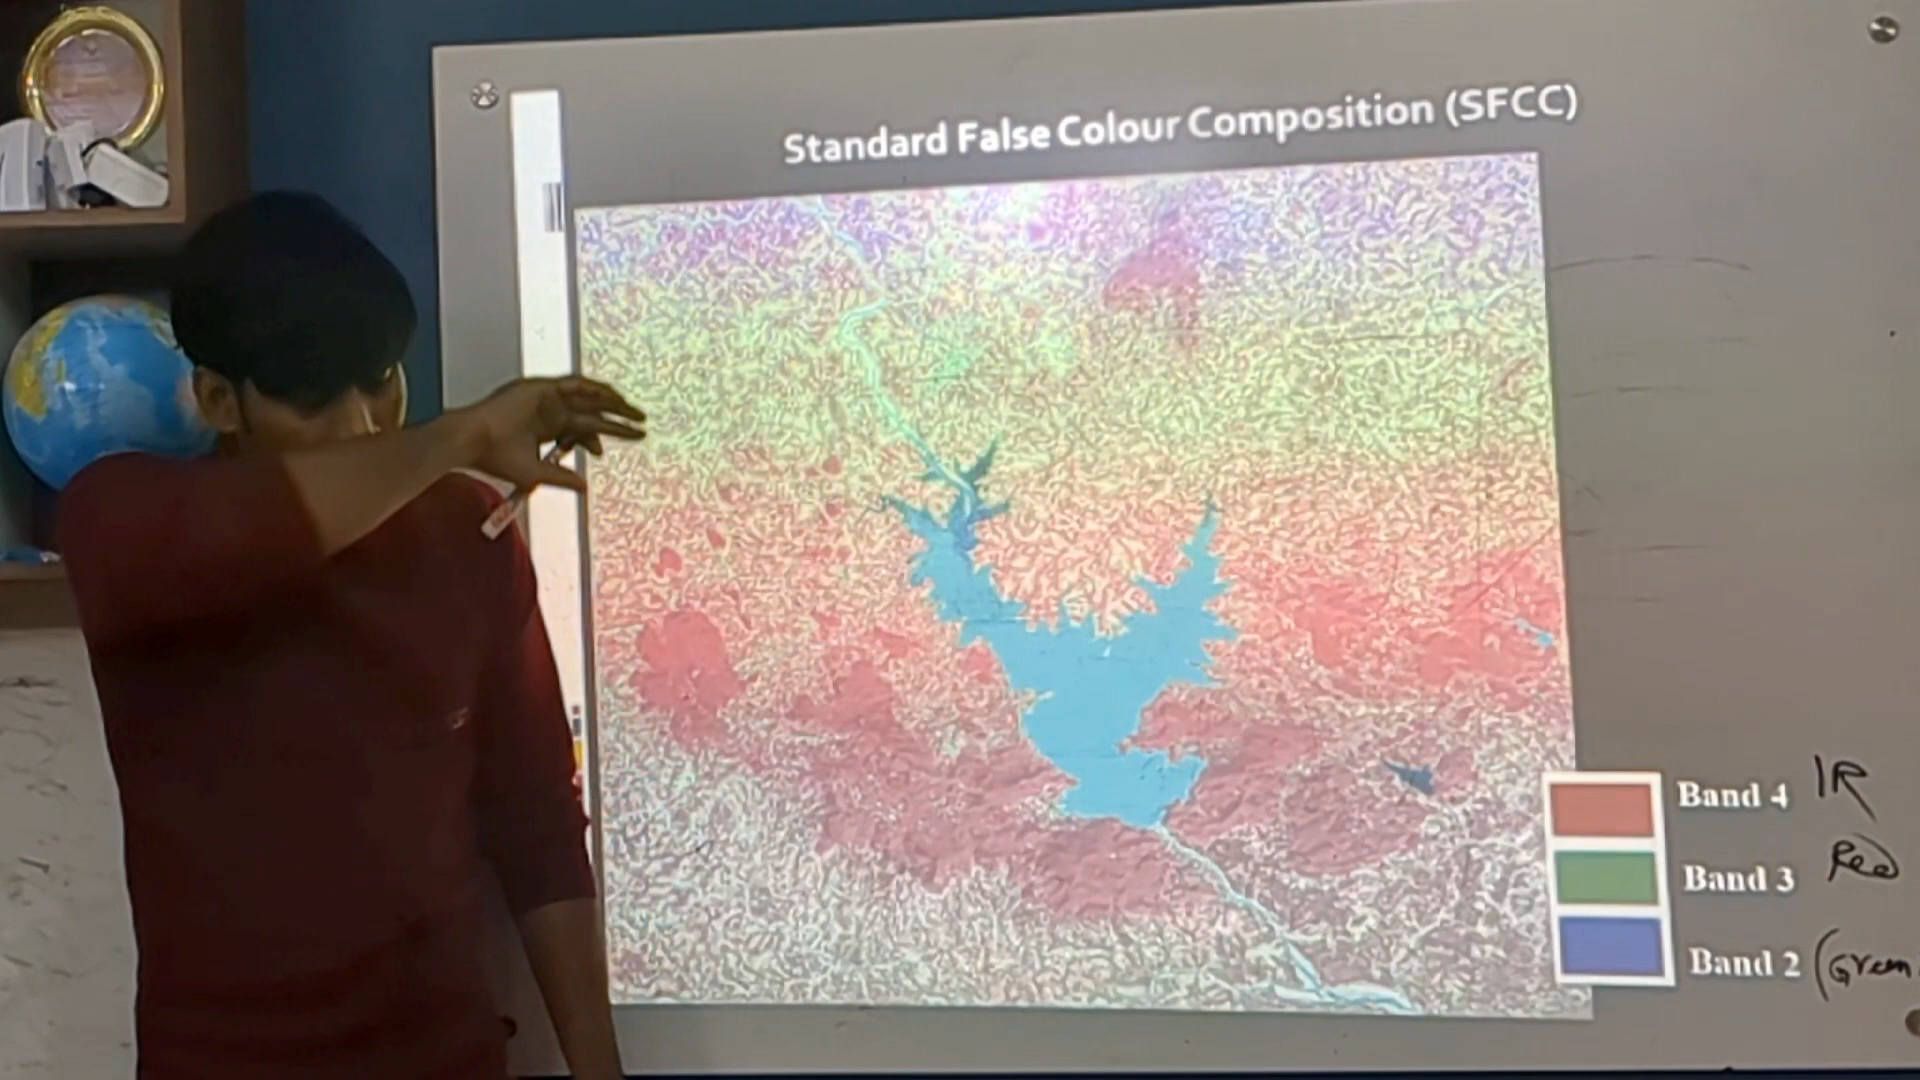 Standard False Colour Composition (SFCC)
Band 4 IR
Band 3 Red
Band 2 (Green